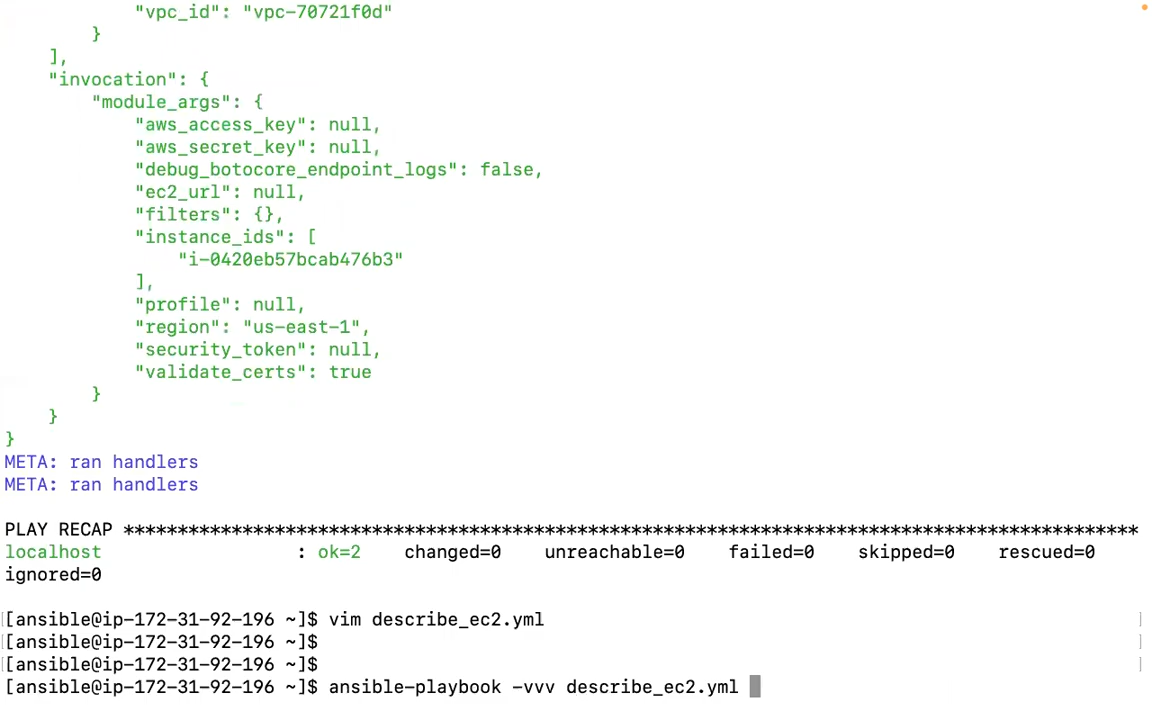 "vpc_id": "vpc-70721f0d"
        }
    ],
    "invocation": {
        "module_args": {
            "aws_access_key": null,
            "aws_secret_key": null,
            "debug_botocore_endpoint_logs": false,
            "ec2_url": null,
            "filters": {},
            "instance_ids": [
                "i-0420eb57bcab476b3"
            ],
            "profile": null,
            "region": "us-east-1",
            "security_token": null,
            "validate_certs": true
        }
    }
}
META: ran handlers
META: ran handlers

PLAY RECAP **********************************************************************************************
localhost                  : ok=2    changed=0    unreachable=0    failed=0    skipped=0    rescued=0
ignored=0

[ansible@ip-172-31-92-196 ~]$ vim describe_ec2.yml
[ansible@ip-172-31-92-196 ~]$
[ansible@ip-172-31-92-196 ~]$
[ansible@ip-172-31-92-196 ~]$ ansible-playbook -vvv describe_ec2.yml